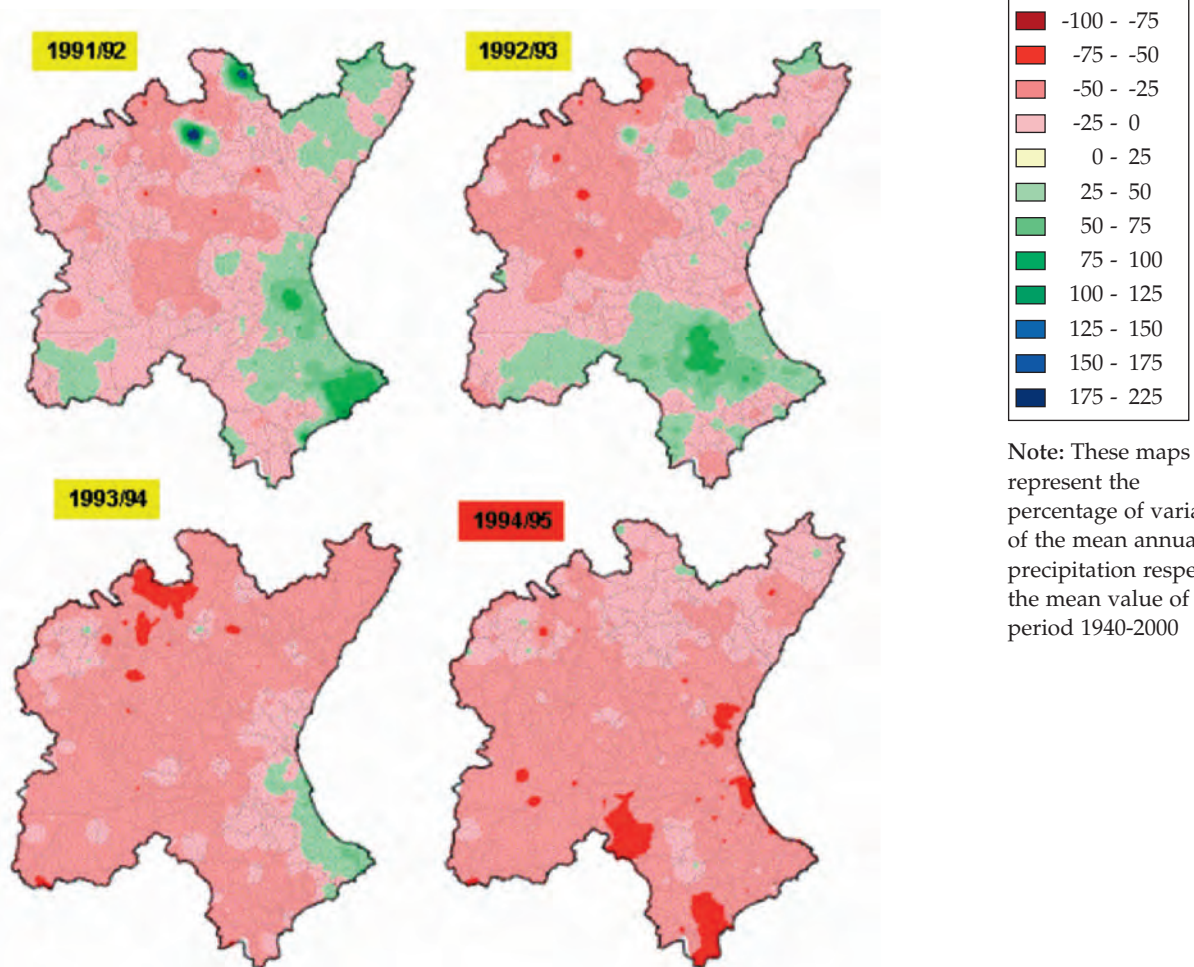 1991/92
1992/93
1993/94
1994/95
-100 - -75
-75 - -50
-50 - -25
-25 - 0
0 - 25
25 - 50
50 - 75
75 - 100
100 - 125
125 - 150
150 - 175
175 - 225
Note: These maps
represent the
percentage of varia
of the mean annua
precipitation respe
the mean value of
period 1940-2000